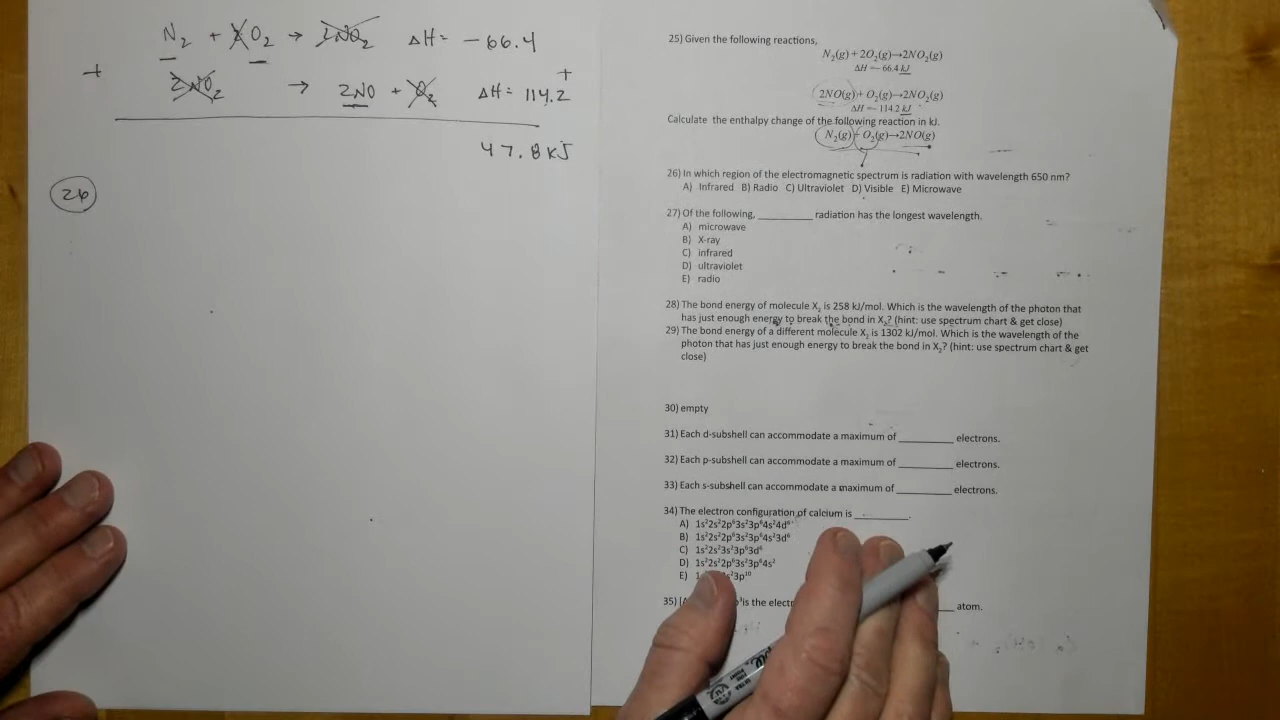 N₂ + 2O₂ → 2NO₂ ΔH = -66.4
+ 2NO₂ → 2NO + O₂ ΔH = +114.2
47.8 kJ
26
25) Given the following reactions,
N₂(g) + 2O₂(g)→2NO₂(g)
ΔH = -66.4 kJ
2NO(g) + O₂(g)→2NO₂(g)
ΔH = -114.2 kJ
Calculate the enthalpy change of the following reaction in kJ.
N₂(g) + O₂(g)→2NO(g)
26) In which region of the electromagnetic spectrum is radiation with wavelength 650 nm?
A) Infrared B) Radio C) Ultraviolet D) Visible E) Microwave
27) Of the following, __________ radiation has the longest wavelength.
A) microwave
B) X-ray
C) infrared
D) ultraviolet
E) radio
28) The bond energy of molecule X₂ is 258 kJ/mol. Which is the wavelength of the photon that
has just enough energy to break the bond in X₂? (hint: use spectrum chart & get close)
29) The bond energy of a different molecule X₂ is 1302 kJ/mol. Which is the wavelength of the
photon that has just enough energy to break the bond in X₂? (hint: use spectrum chart & get
close)
30) empty
31) Each d-subshell can accommodate a maximum of __________ electrons.
32) Each p-subshell can accommodate a maximum of __________ electrons.
33) Each s-subshell can accommodate a maximum of __________ electrons.
34) The electron configuration of calcium is __________.
A) 1s²2s²2p⁶3s²3p⁶4s²4d⁶
B) 1s²2s²2p⁶3s²3p⁶4s²3d⁶
C) 1s²2s²3s²3p⁶3d⁶
D) 1s²2s²2p⁶3s²3p⁶4s²
E) 3p¹⁰
35) is the atom.